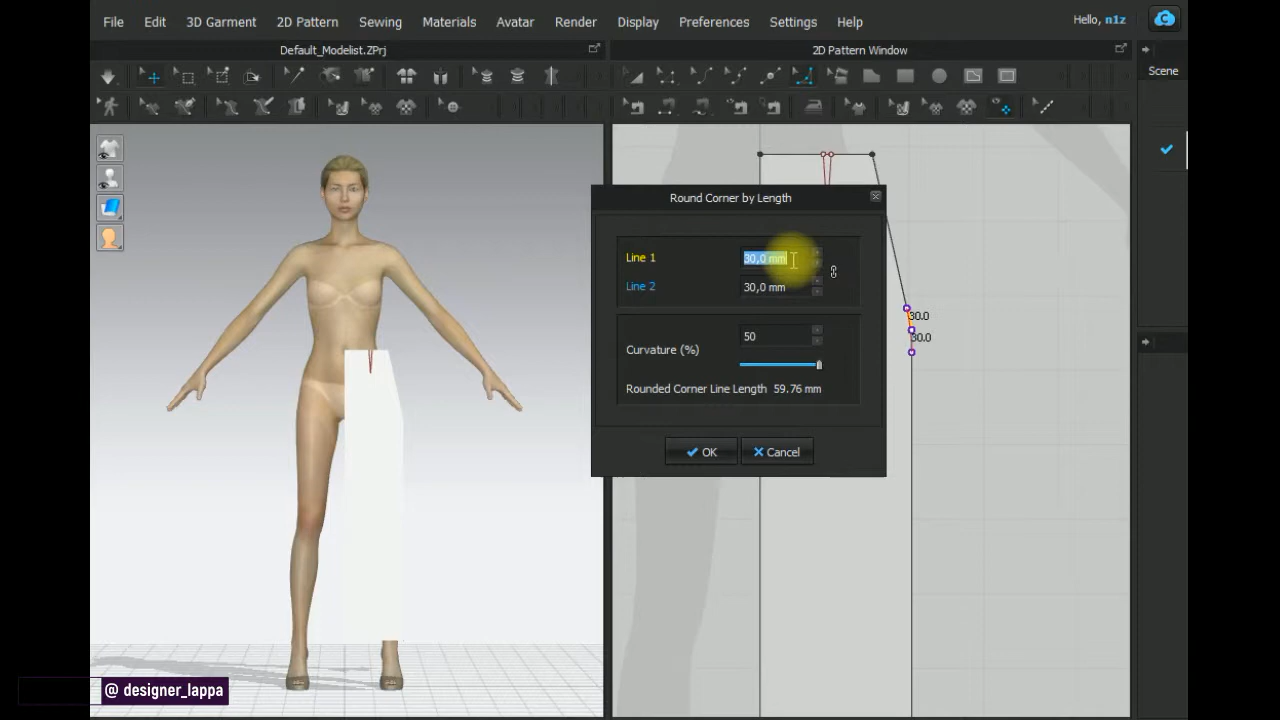 File Edit 3D Garment 2D Pattern Sewing Materials Avatar Render Display Preferences Settings Help
Hello, n1z
Default_Modelist.ZPrj
2D Pattern Window
Scene
Round Corner by Length
Line 1 30,0 mm
Line 2 30,0 mm
30.0
30.0
Curvature (%) 50
Rounded Corner Line Length 59.76 mm
OK Cancel
@ designer_lappa